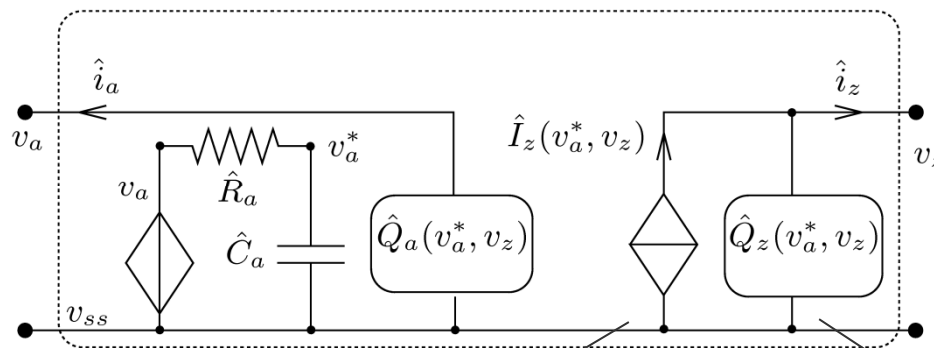 î_a
î_z
v_a
v_a^*
Î_z(v_a^*, v_z)
v_a
R̂_a
Ĉ_a
Q̂_a(v_a^*, v_z)
Q̂_z(v_a^*, v_z)
v_ss